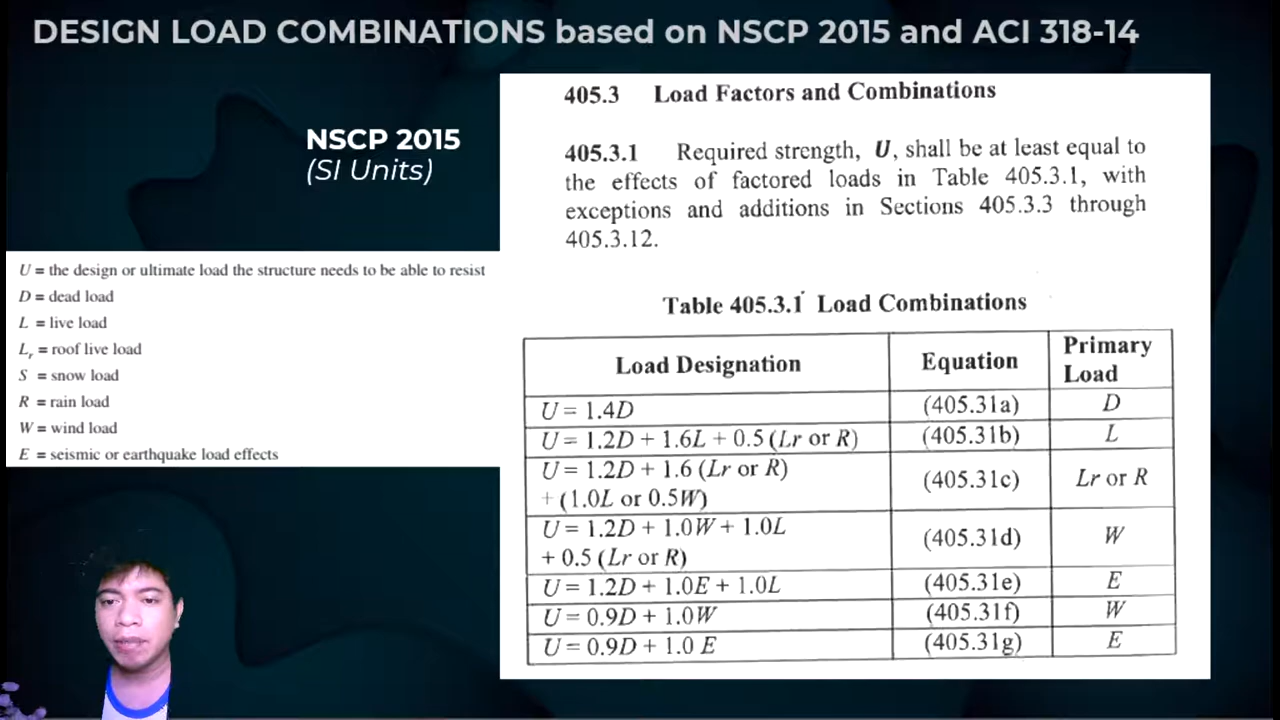 DESIGN LOAD COMBINATIONS based on NSCP 2015 and ACI 318-14
NSCP 2015
(SI Units)
U = the design or ultimate load the structure needs to be able to resist
D = dead load
L = live load
Lr = roof live load
S = snow load
R = rain load
W = wind load
E = seismic or earthquake load effects
405.3 Load Factors and Combinations
405.3.1 Required strength, U, shall be at least equal to
the effects of factored loads in Table 405.3.1, with
exceptions and additions in Sections 405.3.3 through
405.3.12.
Table 405.3.1 Load Combinations
Load Designation Equation Primary
Load
U = 1.4D (405.31a) D
U = 1.2D + 1.6L + 0.5 (Lr or R) (405.31b) L
U = 1.2D + 1.6 (Lr or R)
+ (1.0L or 0.5W) (405.31c) Lr or R
U = 1.2D + 1.0W + 1.0L
+ 0.5 (Lr or R) (405.31d) W
U = 1.2D + 1.0E + 1.0L (405.31e) E
U = 0.9D + 1.0W (405.31f) W
U = 0.9D + 1.0 E (405.31g) E